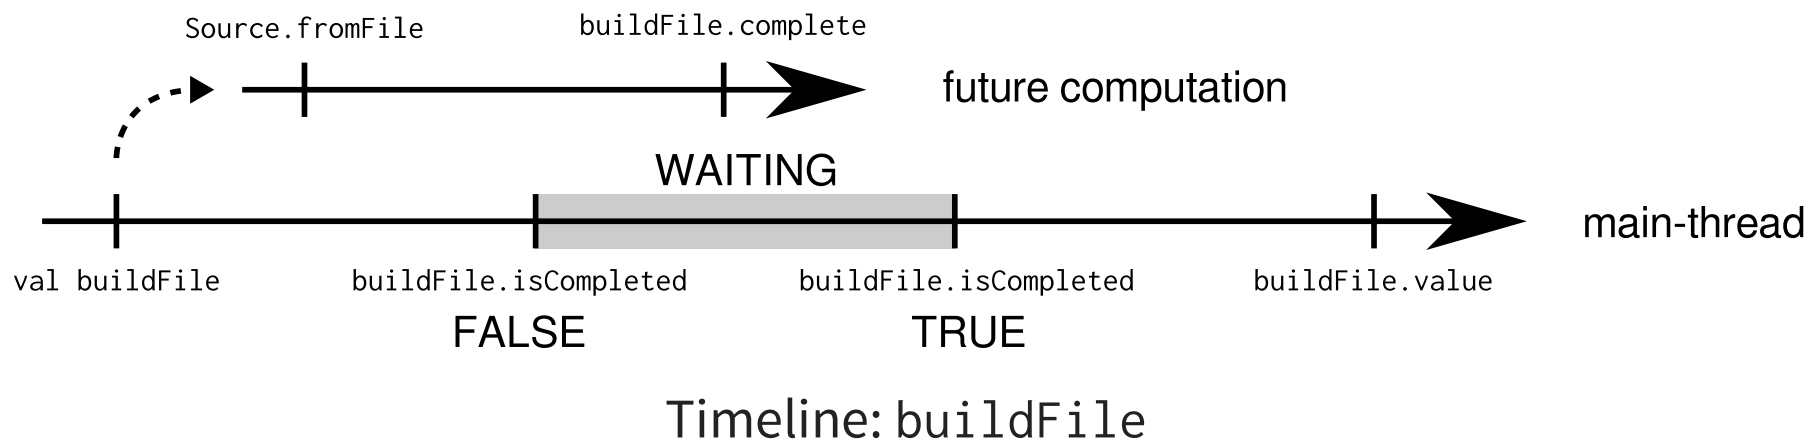 Source.fromFile
buildFile.complete
future computation
WAITING
main-thread
val buildFile
buildFile.isCompleted
buildFile.isCompleted
buildFile.value
FALSE
TRUE
Timeline: buildFile